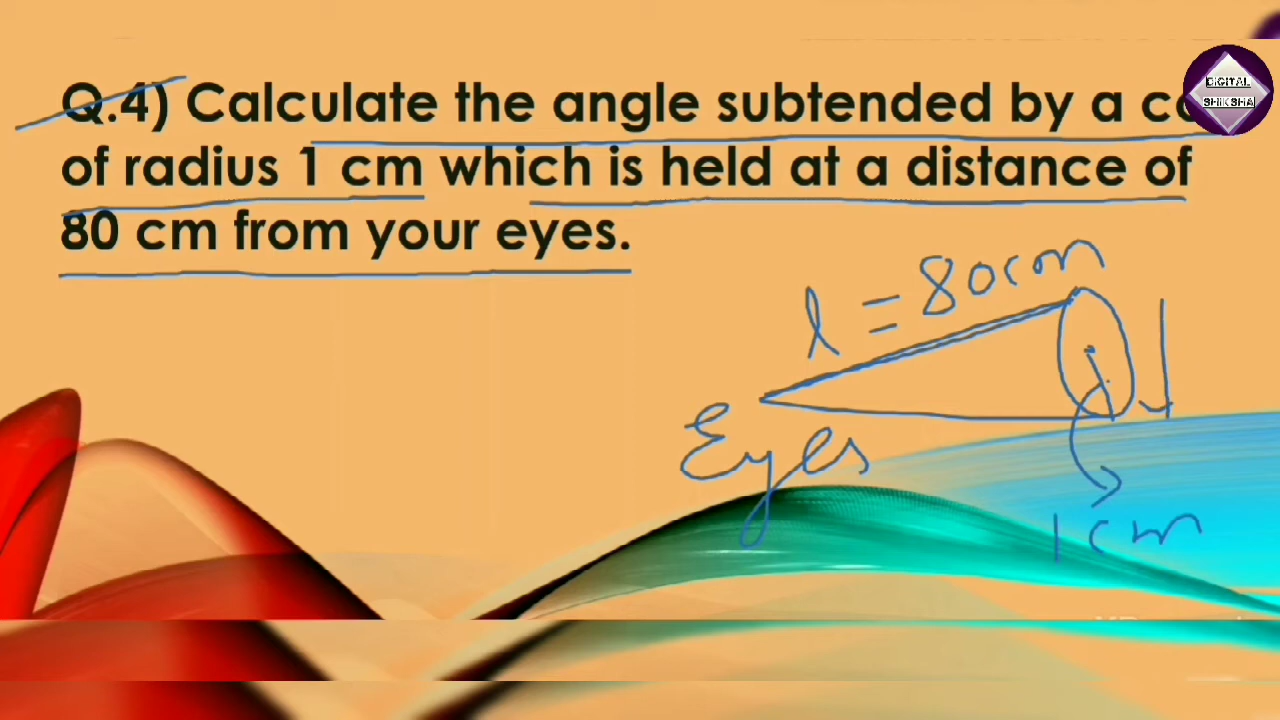 Q.4) Calculate the angle subtended by a
of radius 1 cm which is held at a distance of
80 cm from your eyes.
DIGITAL
SHIKSHA
l = 80cm
Eyes
1cm